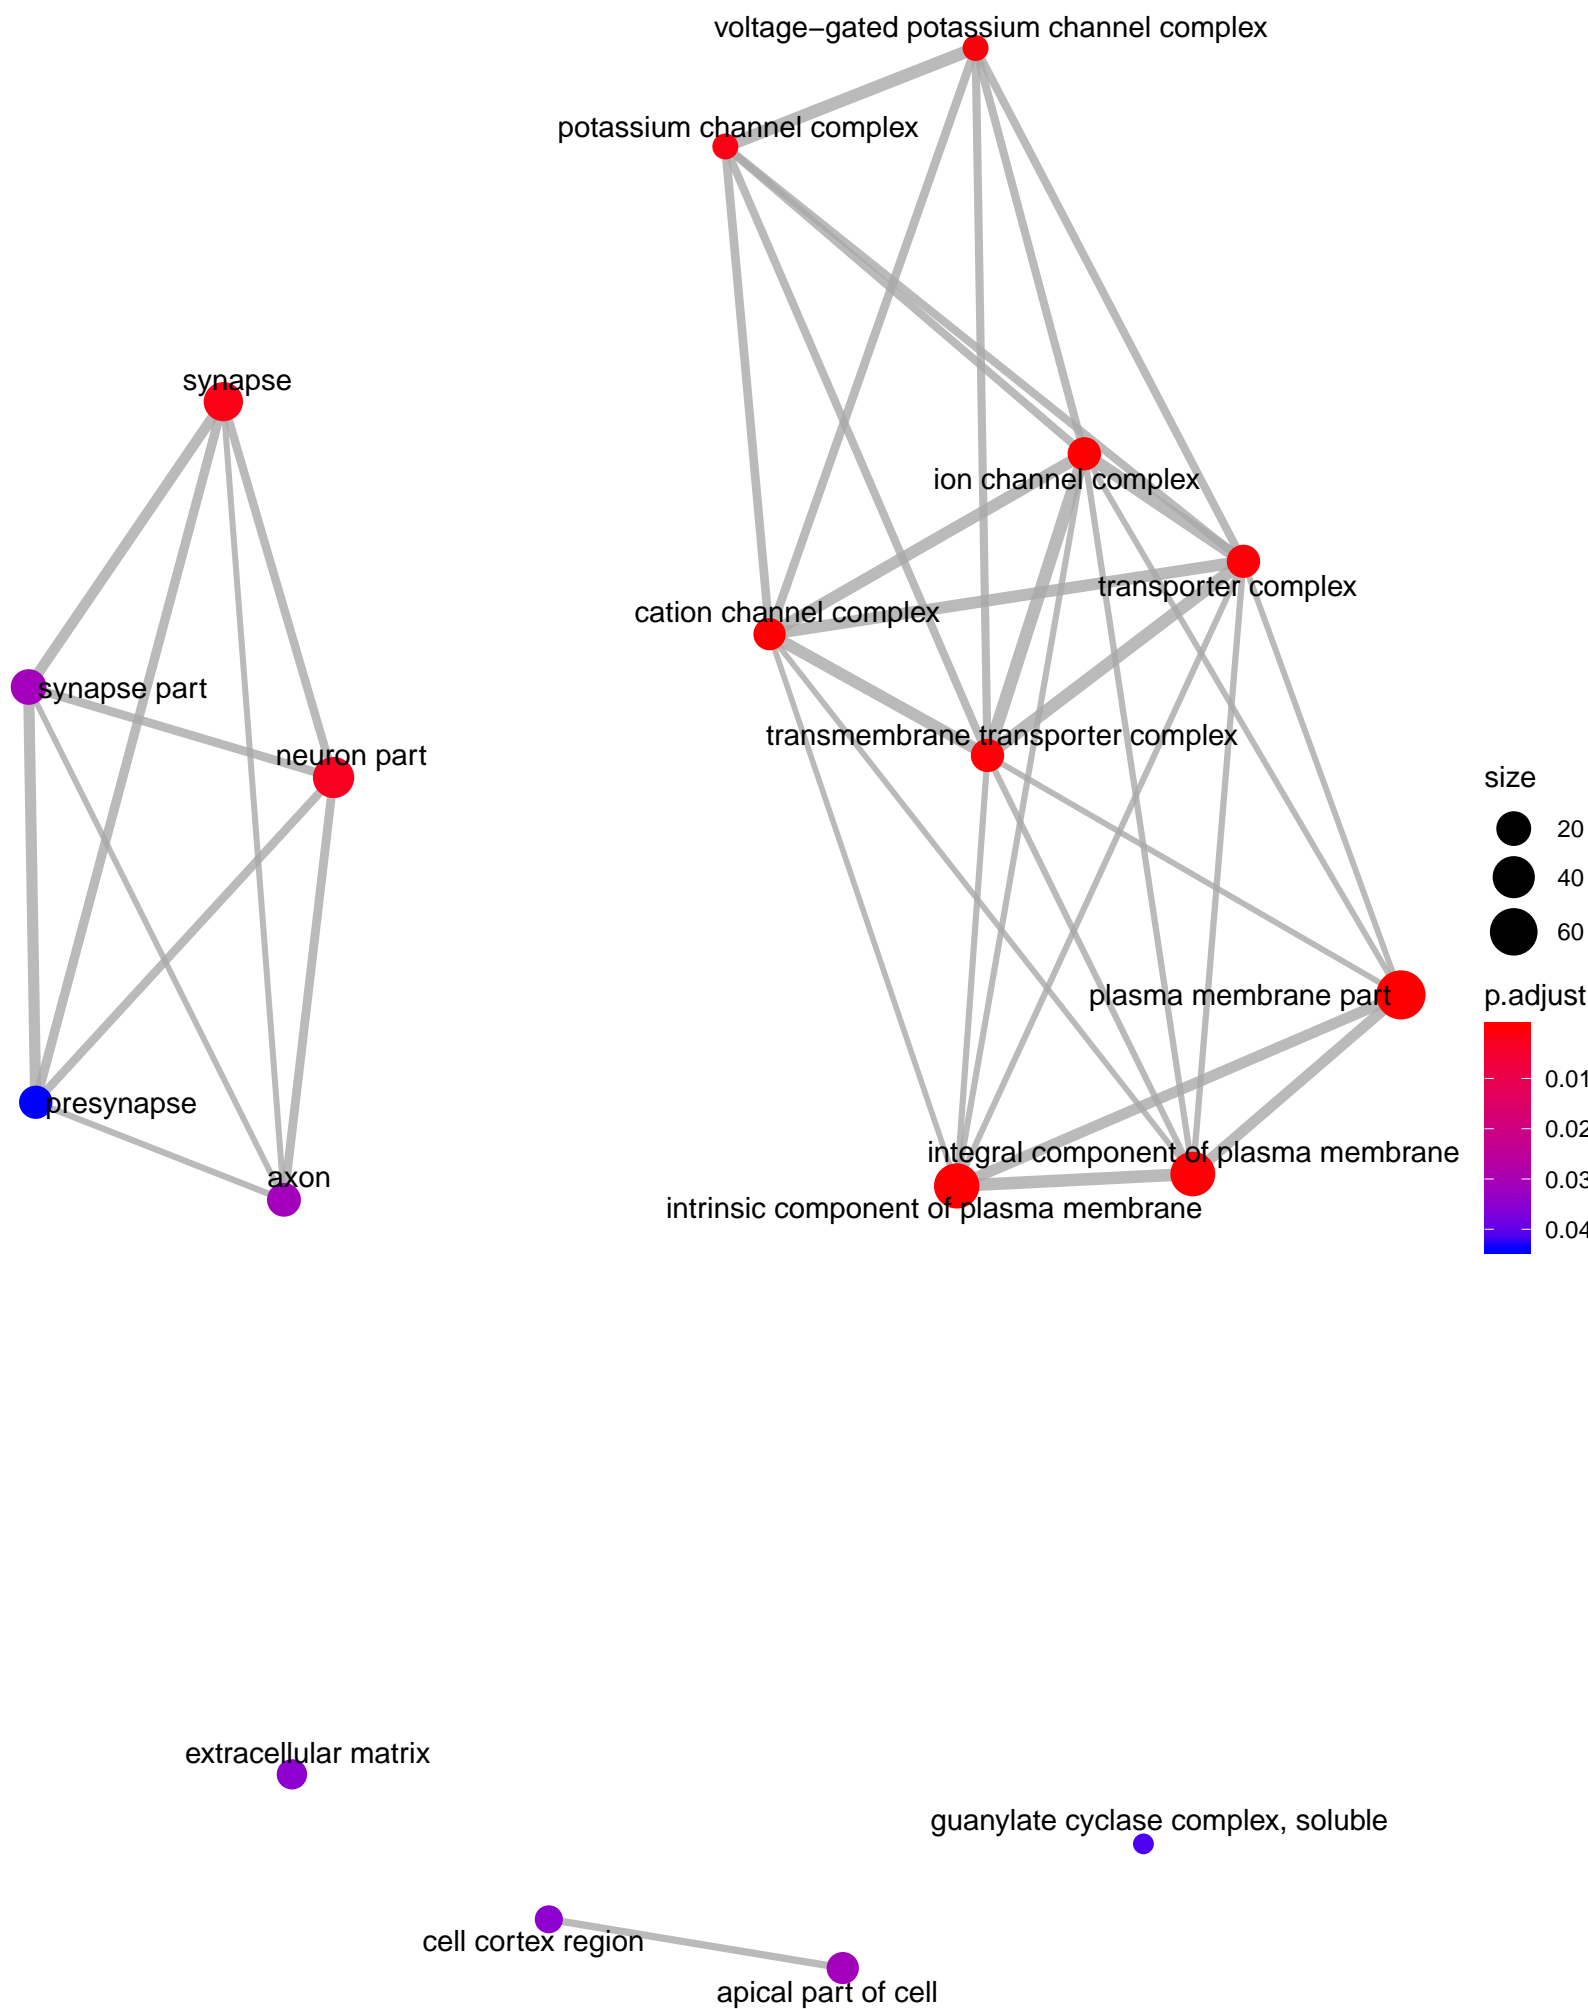 voltage−gated potassium channel complex
potassium channel complex
synapse
ion channel complex
transporter complex
cation channel complex
synapse part
transmembrane transporter complex
neuron part
size
20
40
60
plasma membrane part
p.adjust
0.01
0.02
0.03
0.04
presynapse
integral component of plasma membrane
axon
intrinsic component of plasma membrane
extracellular matrix
guanylate cyclase complex, soluble
cell cortex region
apical part of cell